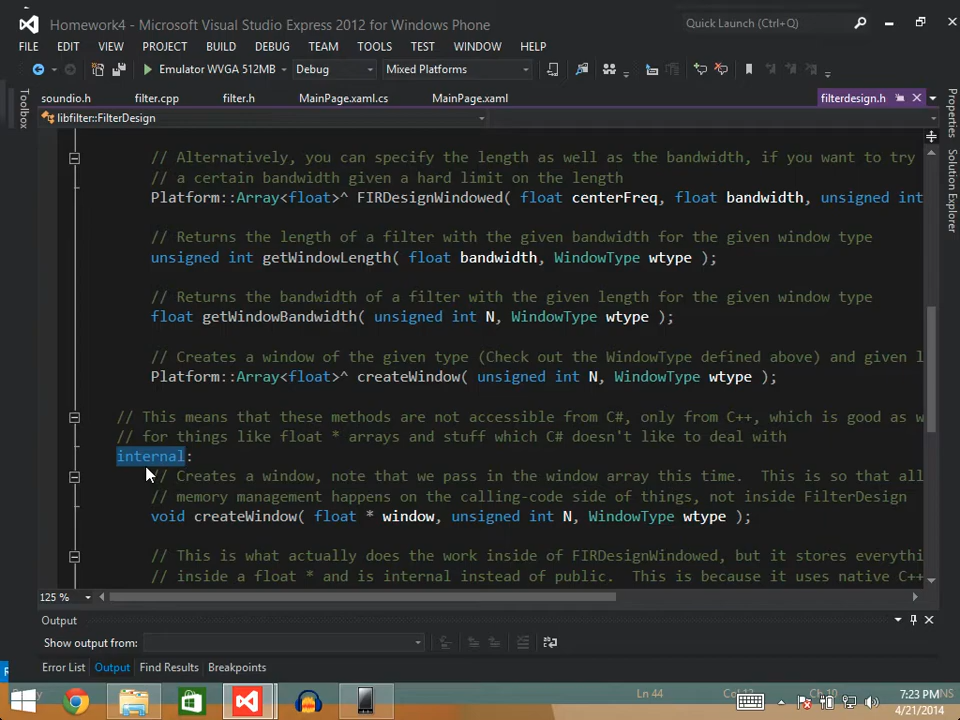 Homework4 - Microsoft Visual Studio Express 2012 for Windows Phone
Quick Launch (Ctrl+Q)
FILE EDIT VIEW PROJECT BUILD DEBUG TEAM TOOLS TEST WINDOW HELP
Emulator WVGA 512MB Debug Mixed Platforms
Toolbox
soundio.h filter.cpp filter.h MainPage.xaml.cs MainPage.xaml filterdesign.h
libfilter::FilterDesign
Properties
Solution Explorer
// Alternatively, you can specify the length as well as the bandwidth, if you want to try
// a certain bandwidth given a hard limit on the length
Platform::Array<float>^ FIRDesignWindowed( float centerFreq, float bandwidth, unsigned int
// Returns the length of a filter with the given bandwidth for the given window type
unsigned int getWindowLength( float bandwidth, WindowType wtype );
// Returns the bandwidth of a filter with the given length for the given window type
float getWindowBandwidth( unsigned int N, WindowType wtype );
// Creates a window of the given type (Check out the WindowType defined above) and given l
Platform::Array<float>^ createWindow( unsigned int N, WindowType wtype );
// This means that these methods are not accessible from C#, only from C++, which is good as w
// for things like float * arrays and stuff which C# doesn't like to deal with
internal:
// Creates a window, note that we pass in the window array this time. This is so that all
// memory management happens on the calling-code side of things, not inside FilterDesign
void createWindow( float * window, unsigned int N, WindowType wtype );
// This is what actually does the work inside of FIRDesignWindowed, but it stores everythi
// inside a float * and is internal instead of public. This is because it uses native C++
125 %
Output
Show output from:
Error List Output Find Results Breakpoints
Ln 44 Ch 10 INS
7:23 PM
4/21/2014